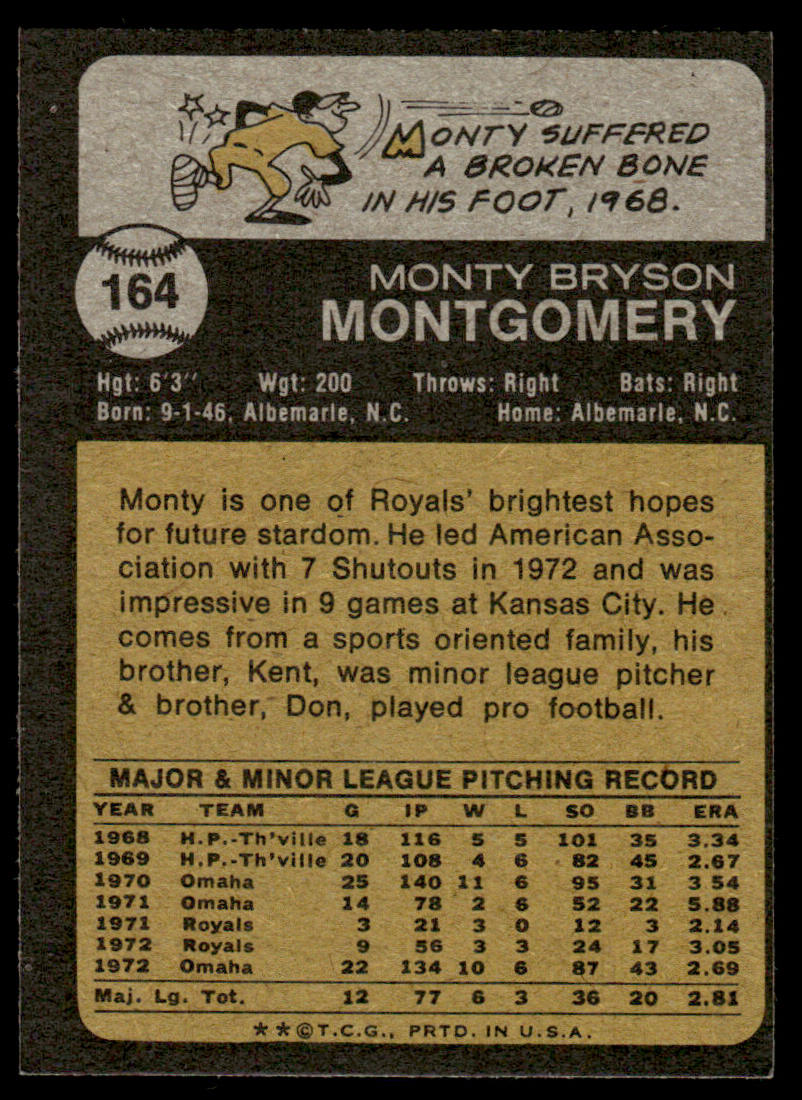 MONTY SUFFERED
A BROKEN BONE
IN HIS FOOT, 1968.
164
MONTY BRYSON
MONTGOMERY
Hgt: 6'3" Wgt: 200 Throws: Right Bats: Right
Born: 9-1-46, Albemarle, N.C. Home: Albemarle, N.C.
Monty is one of Royals' brightest hopes
for future stardom. He led American Asso-
ciation with 7 Shutouts in 1972 and was
impressive in 9 games at Kansas City. He
comes from a sports oriented family, his
brother, Kent, was minor league pitcher
& brother, Don, played pro football.
MAJOR & MINOR LEAGUE PITCHING RECORD
YEAR TEAM G IP W L SO BB ERA
1968 H.P.-Th'ville 18 116 5 5 101 35 3.34
1969 H.P.-Th'ville 20 108 4 6 82 45 2.67
1970 Omaha 25 140 11 6 95 31 3 54
1971 Omaha 14 78 2 6 52 22 5.88
1971 Royals 3 21 3 0 12 3 2.14
1972 Royals 9 56 3 3 24 17 3.05
1972 Omaha 22 134 10 6 87 43 2.69
Maj. Lg. Tot. 12 77 6 3 36 20 2.81
**©T.C.G., PRTD. IN U.S.A.